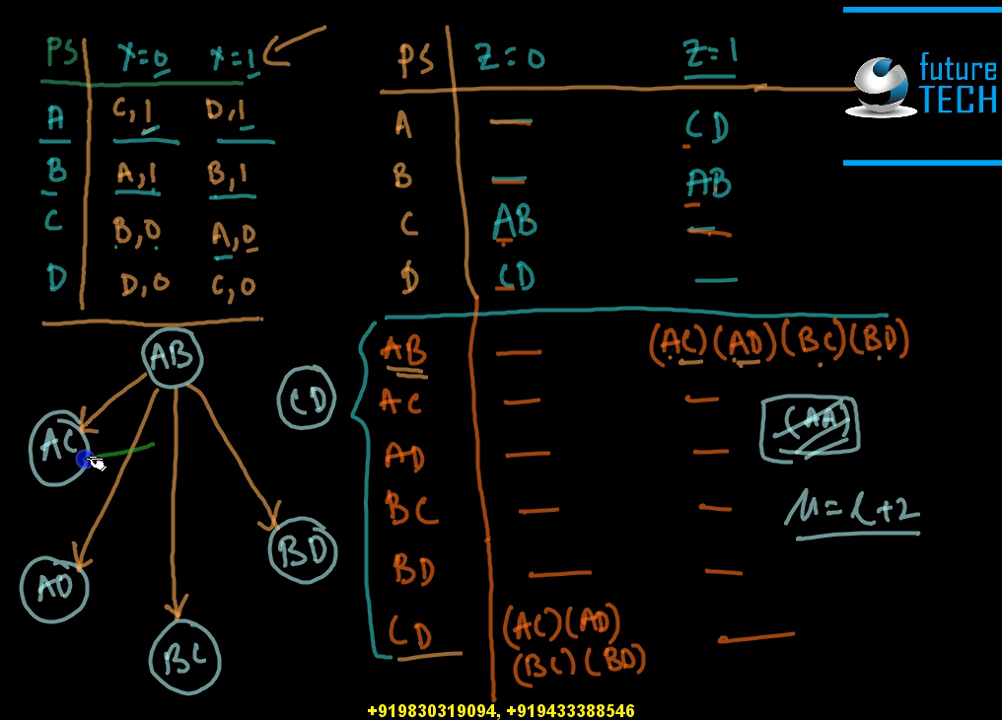 PS X=0 X=1
A C,1 D,1
B A,1 B,1
C B,0 A,0
D D,0 C,0
PS Z=0 Z=1
A — CD
B — AB
C AB —
D CD —
AB — (AC)(AD)(BC)(BD)
AC — —
AD — —
BC — —
BD — —
CD (AC)(AD) —
(BC)(BD)
(AA)
μ=l+2
AB
CD
AC
BD
AD
BC
future
TECH
+919830319094, +919433388546